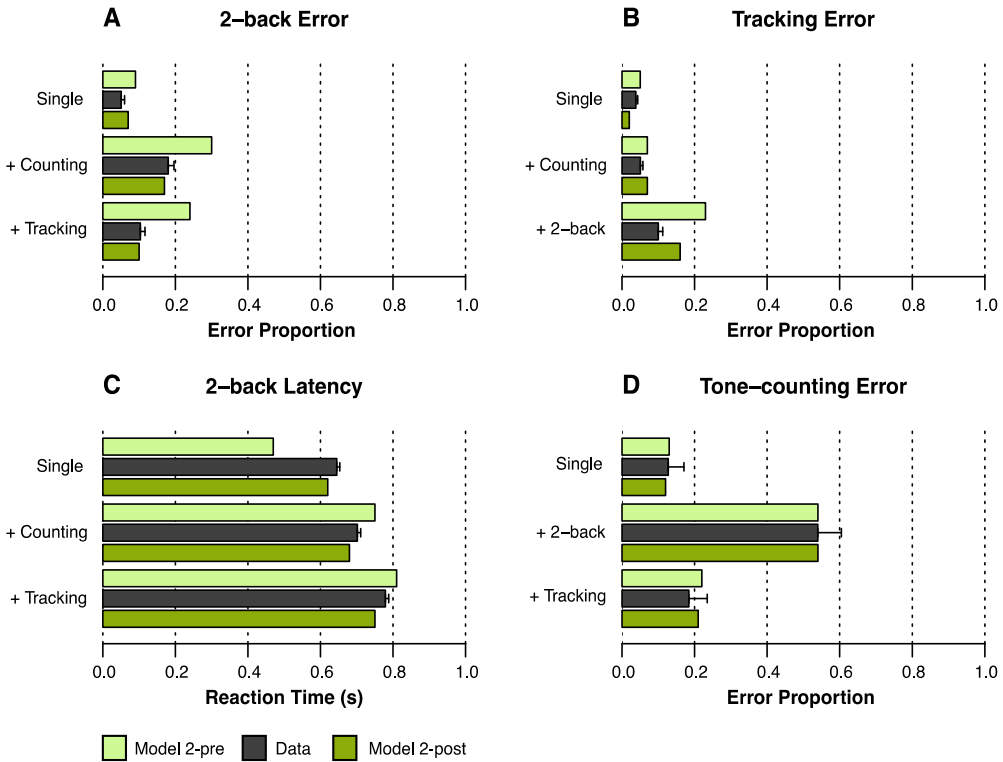 A 2–back Error
Single
+ Counting
+ Tracking
0.0 0.2 0.4 0.6 0.8 1.0
Error Proportion
B Tracking Error
Single
+ Counting
+ 2–back
0.0 0.2 0.4 0.6 0.8 1.0
Error Proportion
C 2–back Latency
Single
+ Counting
+ Tracking
0.0 0.2 0.4 0.6 0.8 1.0
Reaction Time (s)
D Tone–counting Error
Single
+ 2–back
+ Tracking
0.0 0.2 0.4 0.6 0.8 1.0
Error Proportion
Model 2-pre Data Model 2-post